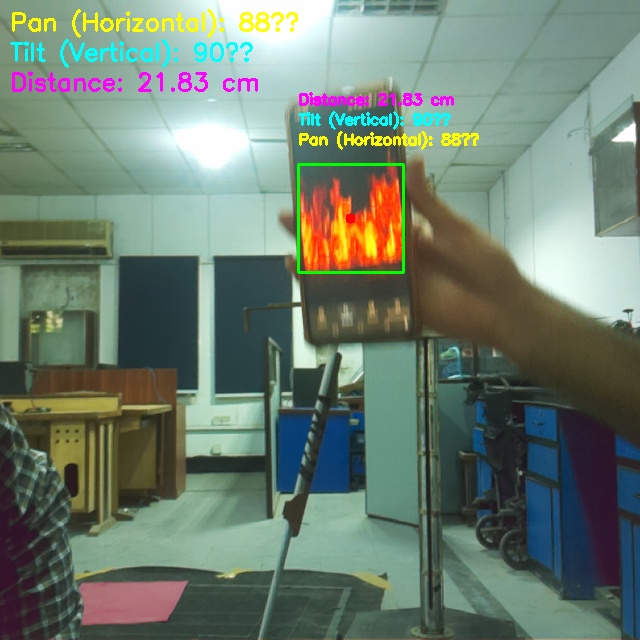 Pan (Horizontal): 88??
Tilt (Vertical): 90??
Distance: 21.83 cm
Distance: 21.83 cm
Tilt (Vertical): 90??
Pan (Horizontal): 88??